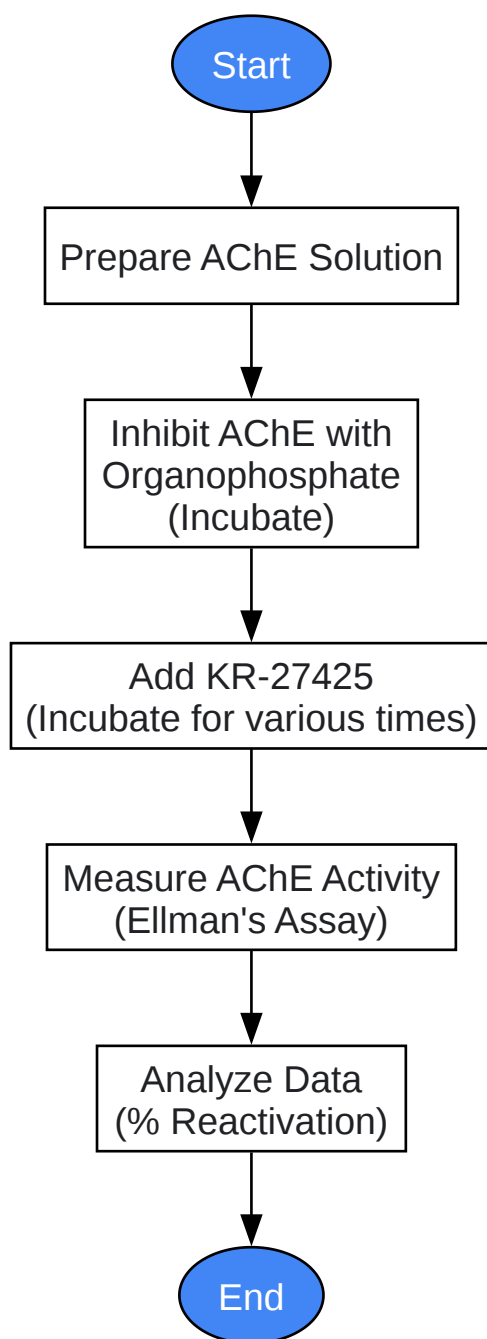 Start
Prepare AChE Solution
Inhibit AChE with
Organophosphate
(Incubate)
Add KR-27425
(Incubate for various times)
Measure AChE Activity
(Ellman's Assay)
Analyze Data
(% Reactivation)
End